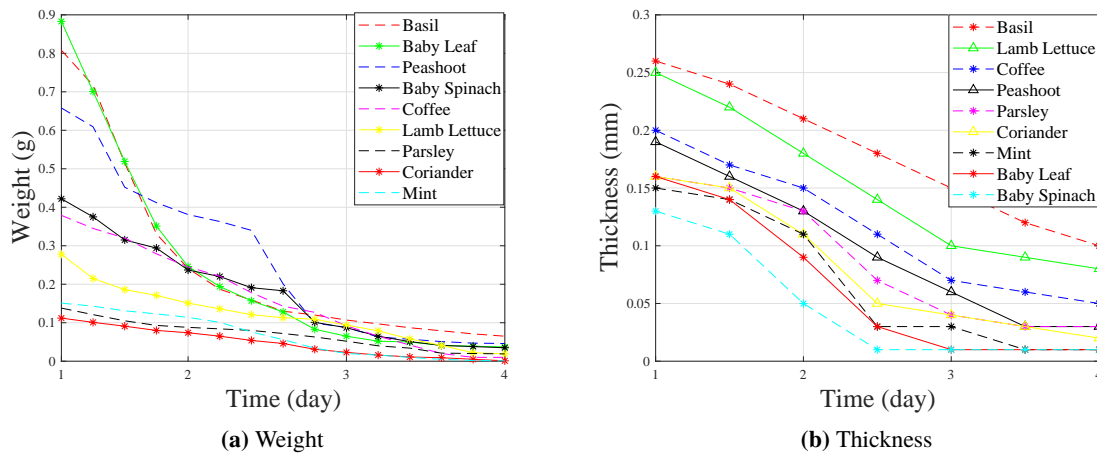 0.9
0.8
0.7
0.6
0.5
0.4
0.3
0.2
0.1
0
Weight (g)
1
2
3
4
Time (day)
Basil
Baby Leaf
Peashoot
Baby Spinach
Coffee
Lamb Lettuce
Parsley
Coriander
Mint
(a) Weight
0.3
0.25
0.2
0.15
0.1
0.05
0
Thickness (mm)
1
2
3
4
Time (day)
Basil
Lamb Lettuce
Coffee
Peashoot
Parsley
Coriander
Mint
Baby Leaf
Baby Spinach
(b) Thickness